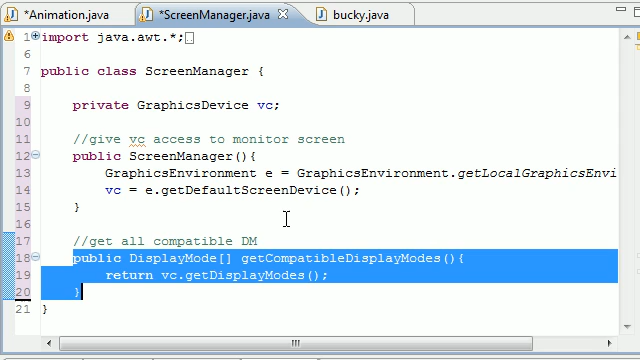 *Animation.java *ScreenManager.java bucky.java
1 import java.awt.*;
6
7 public class ScreenManager {
8
9 private GraphicsDevice vc;
10
11 //give vc access to monitor screen
12 public ScreenManager(){
13 GraphicsEnvironment e = GraphicsEnvironment.getLocalGraphicsEnvi
14 vc = e.getDefaultScreenDevice();
15 }
16
17 //get all compatible DM
18 public DisplayMode[] getCompatibleDisplayModes(){
19 return vc.getDisplayModes();
20 }
21 }